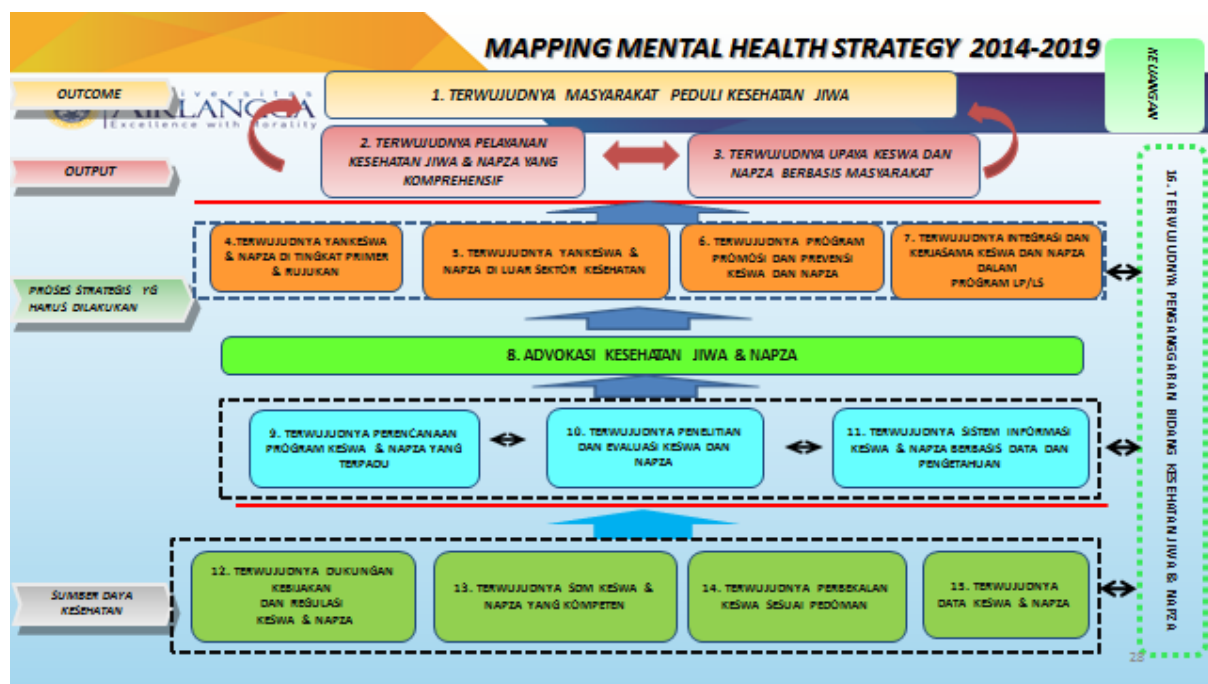 MAPPING MENTAL HEALTH STRATEGY 2014-2019
KEUANGAN
OUTCOME
1. TERWUJUDNYA MASYARAKAT PEDULI KESEHATAN JIWA
AIRLANGGA
Excellence with Morality
OUTPUT
2. TERWUJUDNYA PELAYANAN
KESEHATAN JIWA & NAPZA YANG
KOMPREHENSIF
3. TERWUJUDNYA UPAYA KESWA DAN
NAPZA BERBASIS MASYARAKAT
PROSES STRATEGIS YG
HARUS DILAKUKAN
4.TERWUJUDNYA YANKESWA
& NAPZA DI TINGKAT PRIMER
& RUJUKAN
5. TERWUJUDNYA YANKESWA &
NAPZA DI LUAR SEKTOR KESEHATAN
6. TERWUJUDNYA PROGRAM
PROMOSI DAN PREVENSI
KESWA DAN NAPZA
7. TERWUJUDNYA INTEGRASI DAN
KERJASAMA KESWA DAN NAPZA
DALAM
PROGRAM LP/LS
8. ADVOKASI KESEHATAN JIWA & NAPZA
9. TERWUJUDNYA PERENCANAAN
PROGRAM KESWA & NAPZA YANG
TERPADU
10. TERWUJUDNYA PENELITIAN
DAN EVALUASI KESWA DAN
NAPZA
11. TERWUJUDNYA SISTEM INFORMASI
KESWA & NAPZA BERBASIS DATA DAN
PENGETAHUAN
SUMBER DAYA
KESEHATAN
12. TERWUJUDNYA DUKUNGAN
KEBIJAKAN
DAN REGULASI
KESWA & NAPZA
13. TERWUJUDNYA SDM KESWA &
NAPZA YANG KOMPETEN
14. TERWUJUDNYA PERBEKALAN
KESWA SESUAI PEDOMAN
15. TERWUJUDNYA
DATA KESWA & NAPZA
16. TERWUJUDNYA PENGANGGARAN BIDANG KESEHATAN JIWA & NAPZA
28